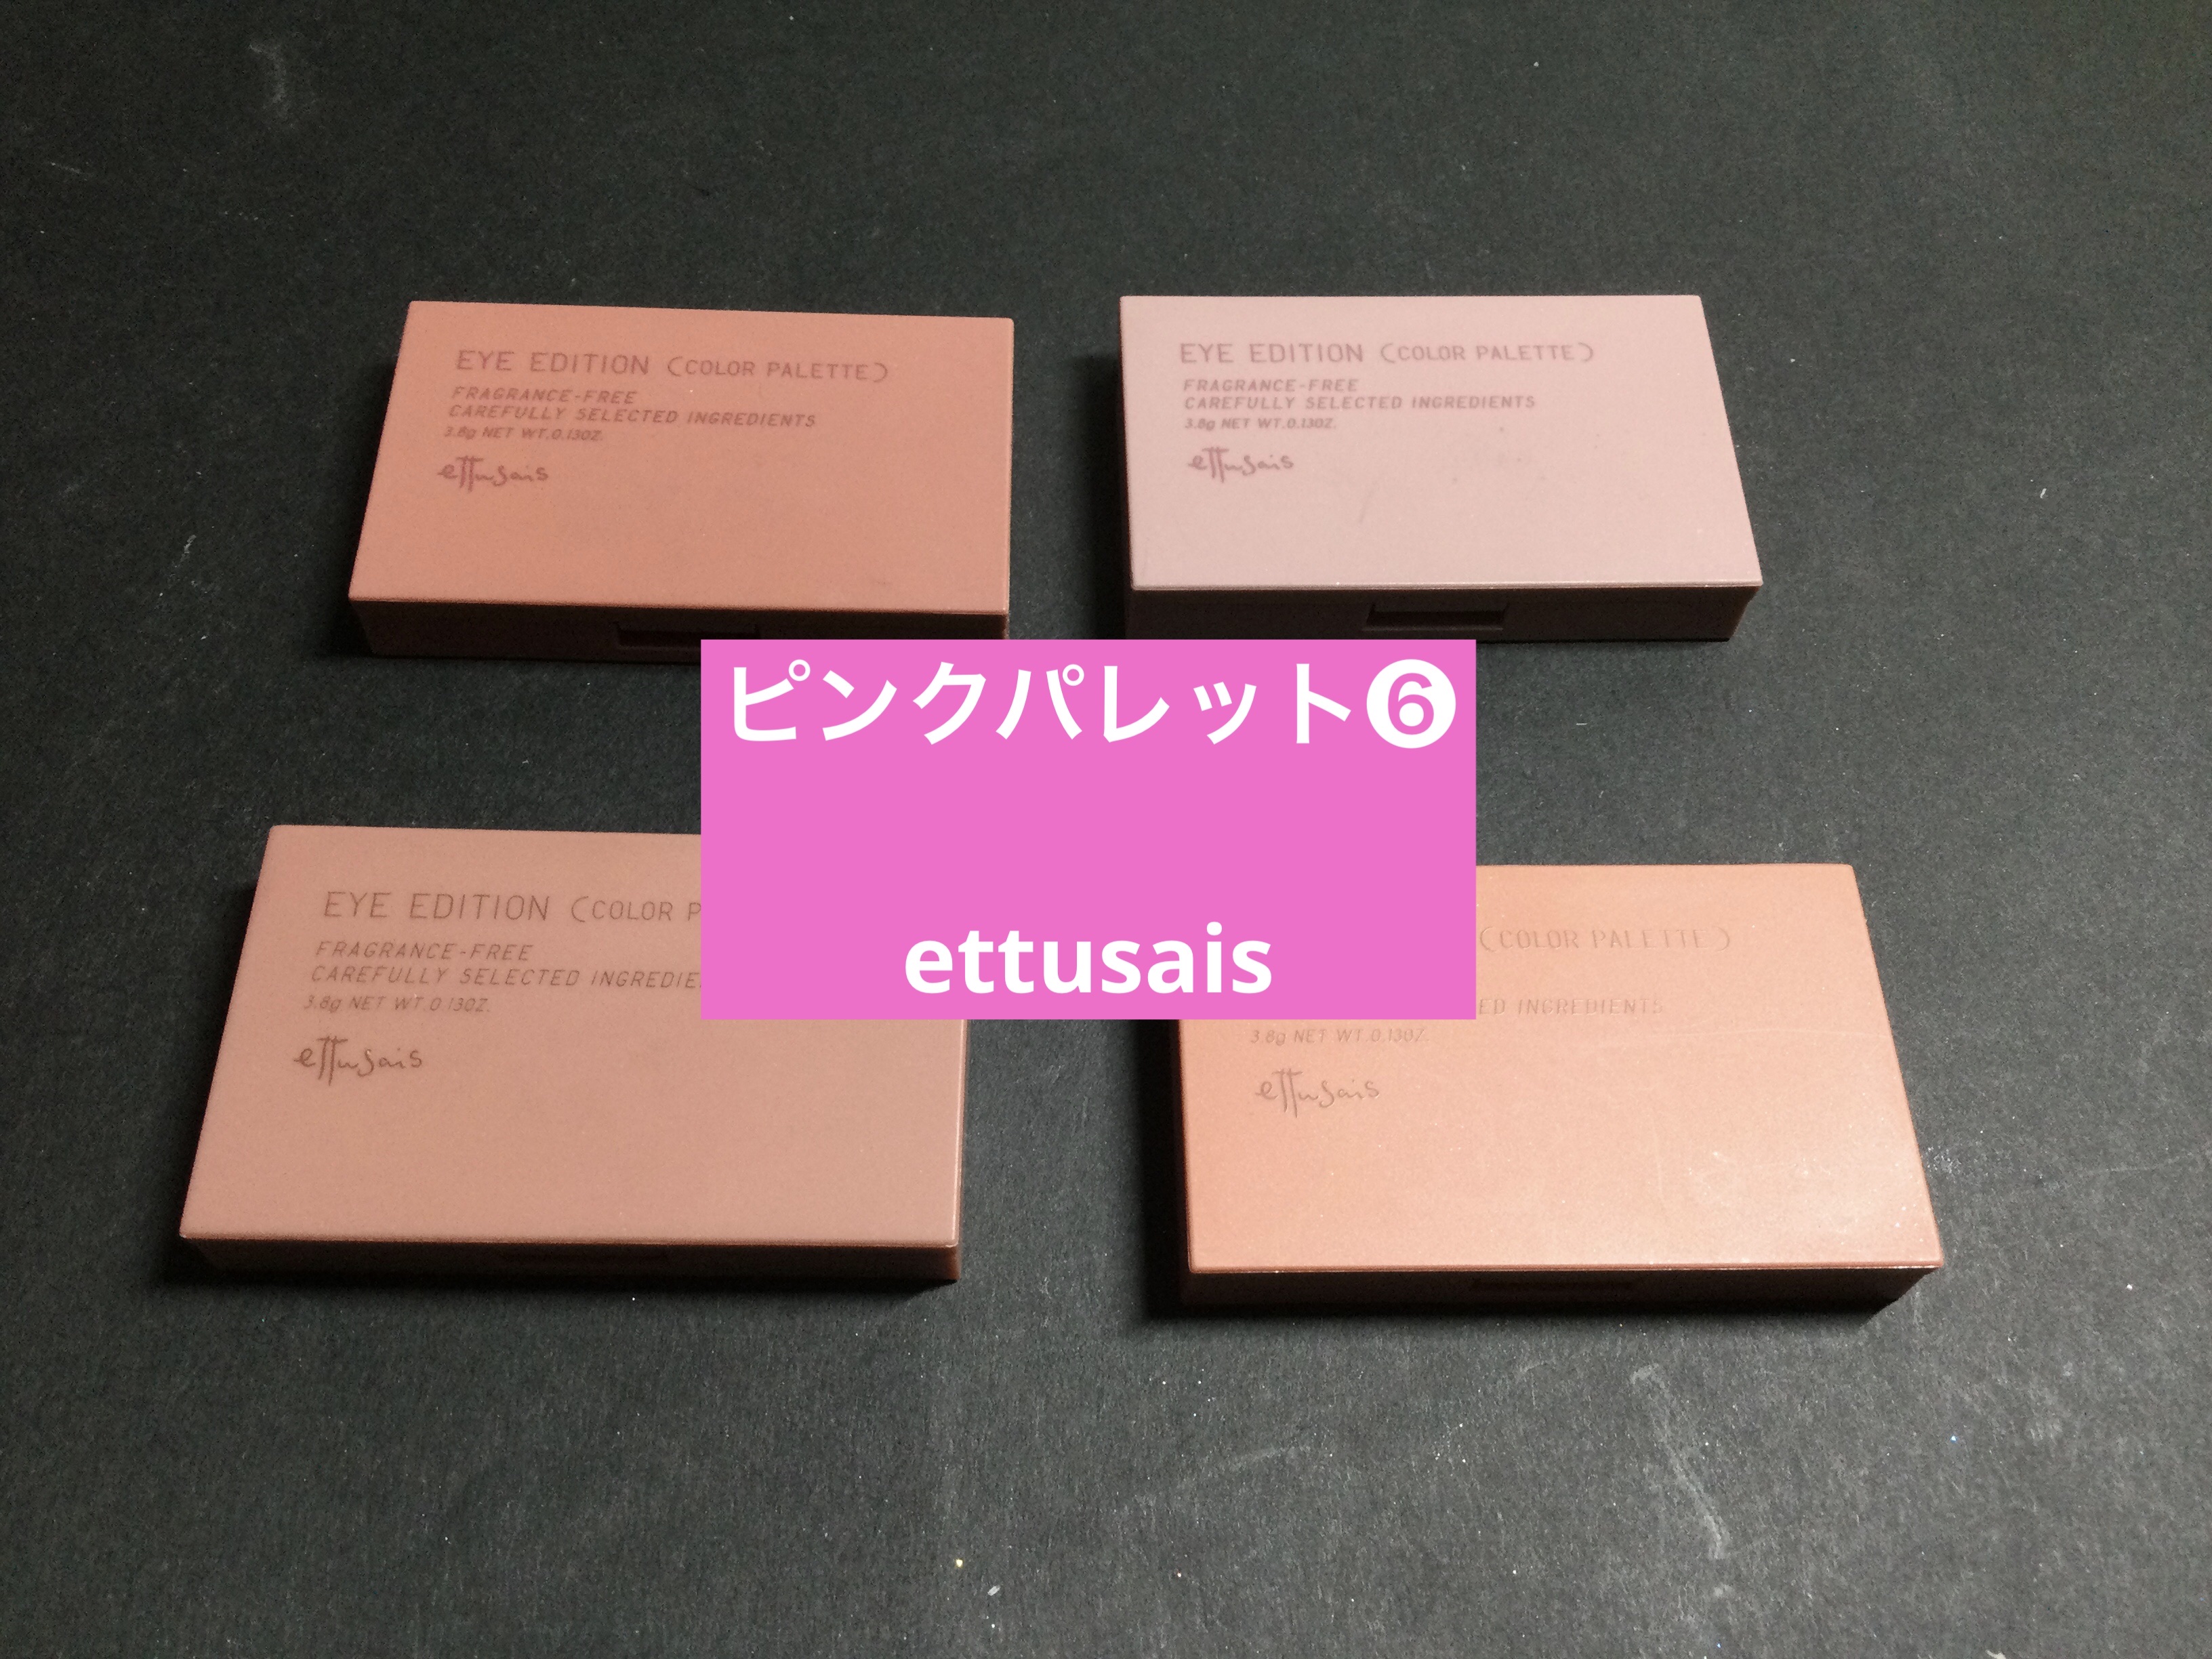 EYE EDITION (COLOR PALETTE)
FRAGRANCE-FREE
CAREFULLY SELECTED INGREDIENTS
3.8g NET WT.0.13OZ.
ettusais
EYE EDITION (COLOR PALETTE)
FRAGRANCE-FREE
CAREFULLY SELECTED INGREDIENTS
3.8g NET WT.0.13OZ.
ettusais
ピンクパレット❻
ettusais
EYE EDITION (COLOR P
FRAGRANCE-FREE
CAREFULLY SELECTED INGREDIE
3.8g NET WT.0.13OZ.
ettusais
(COLOR PALETTE)
ED INGREDIENTS
3.8g NET WT.0.13OZ.
ettusais